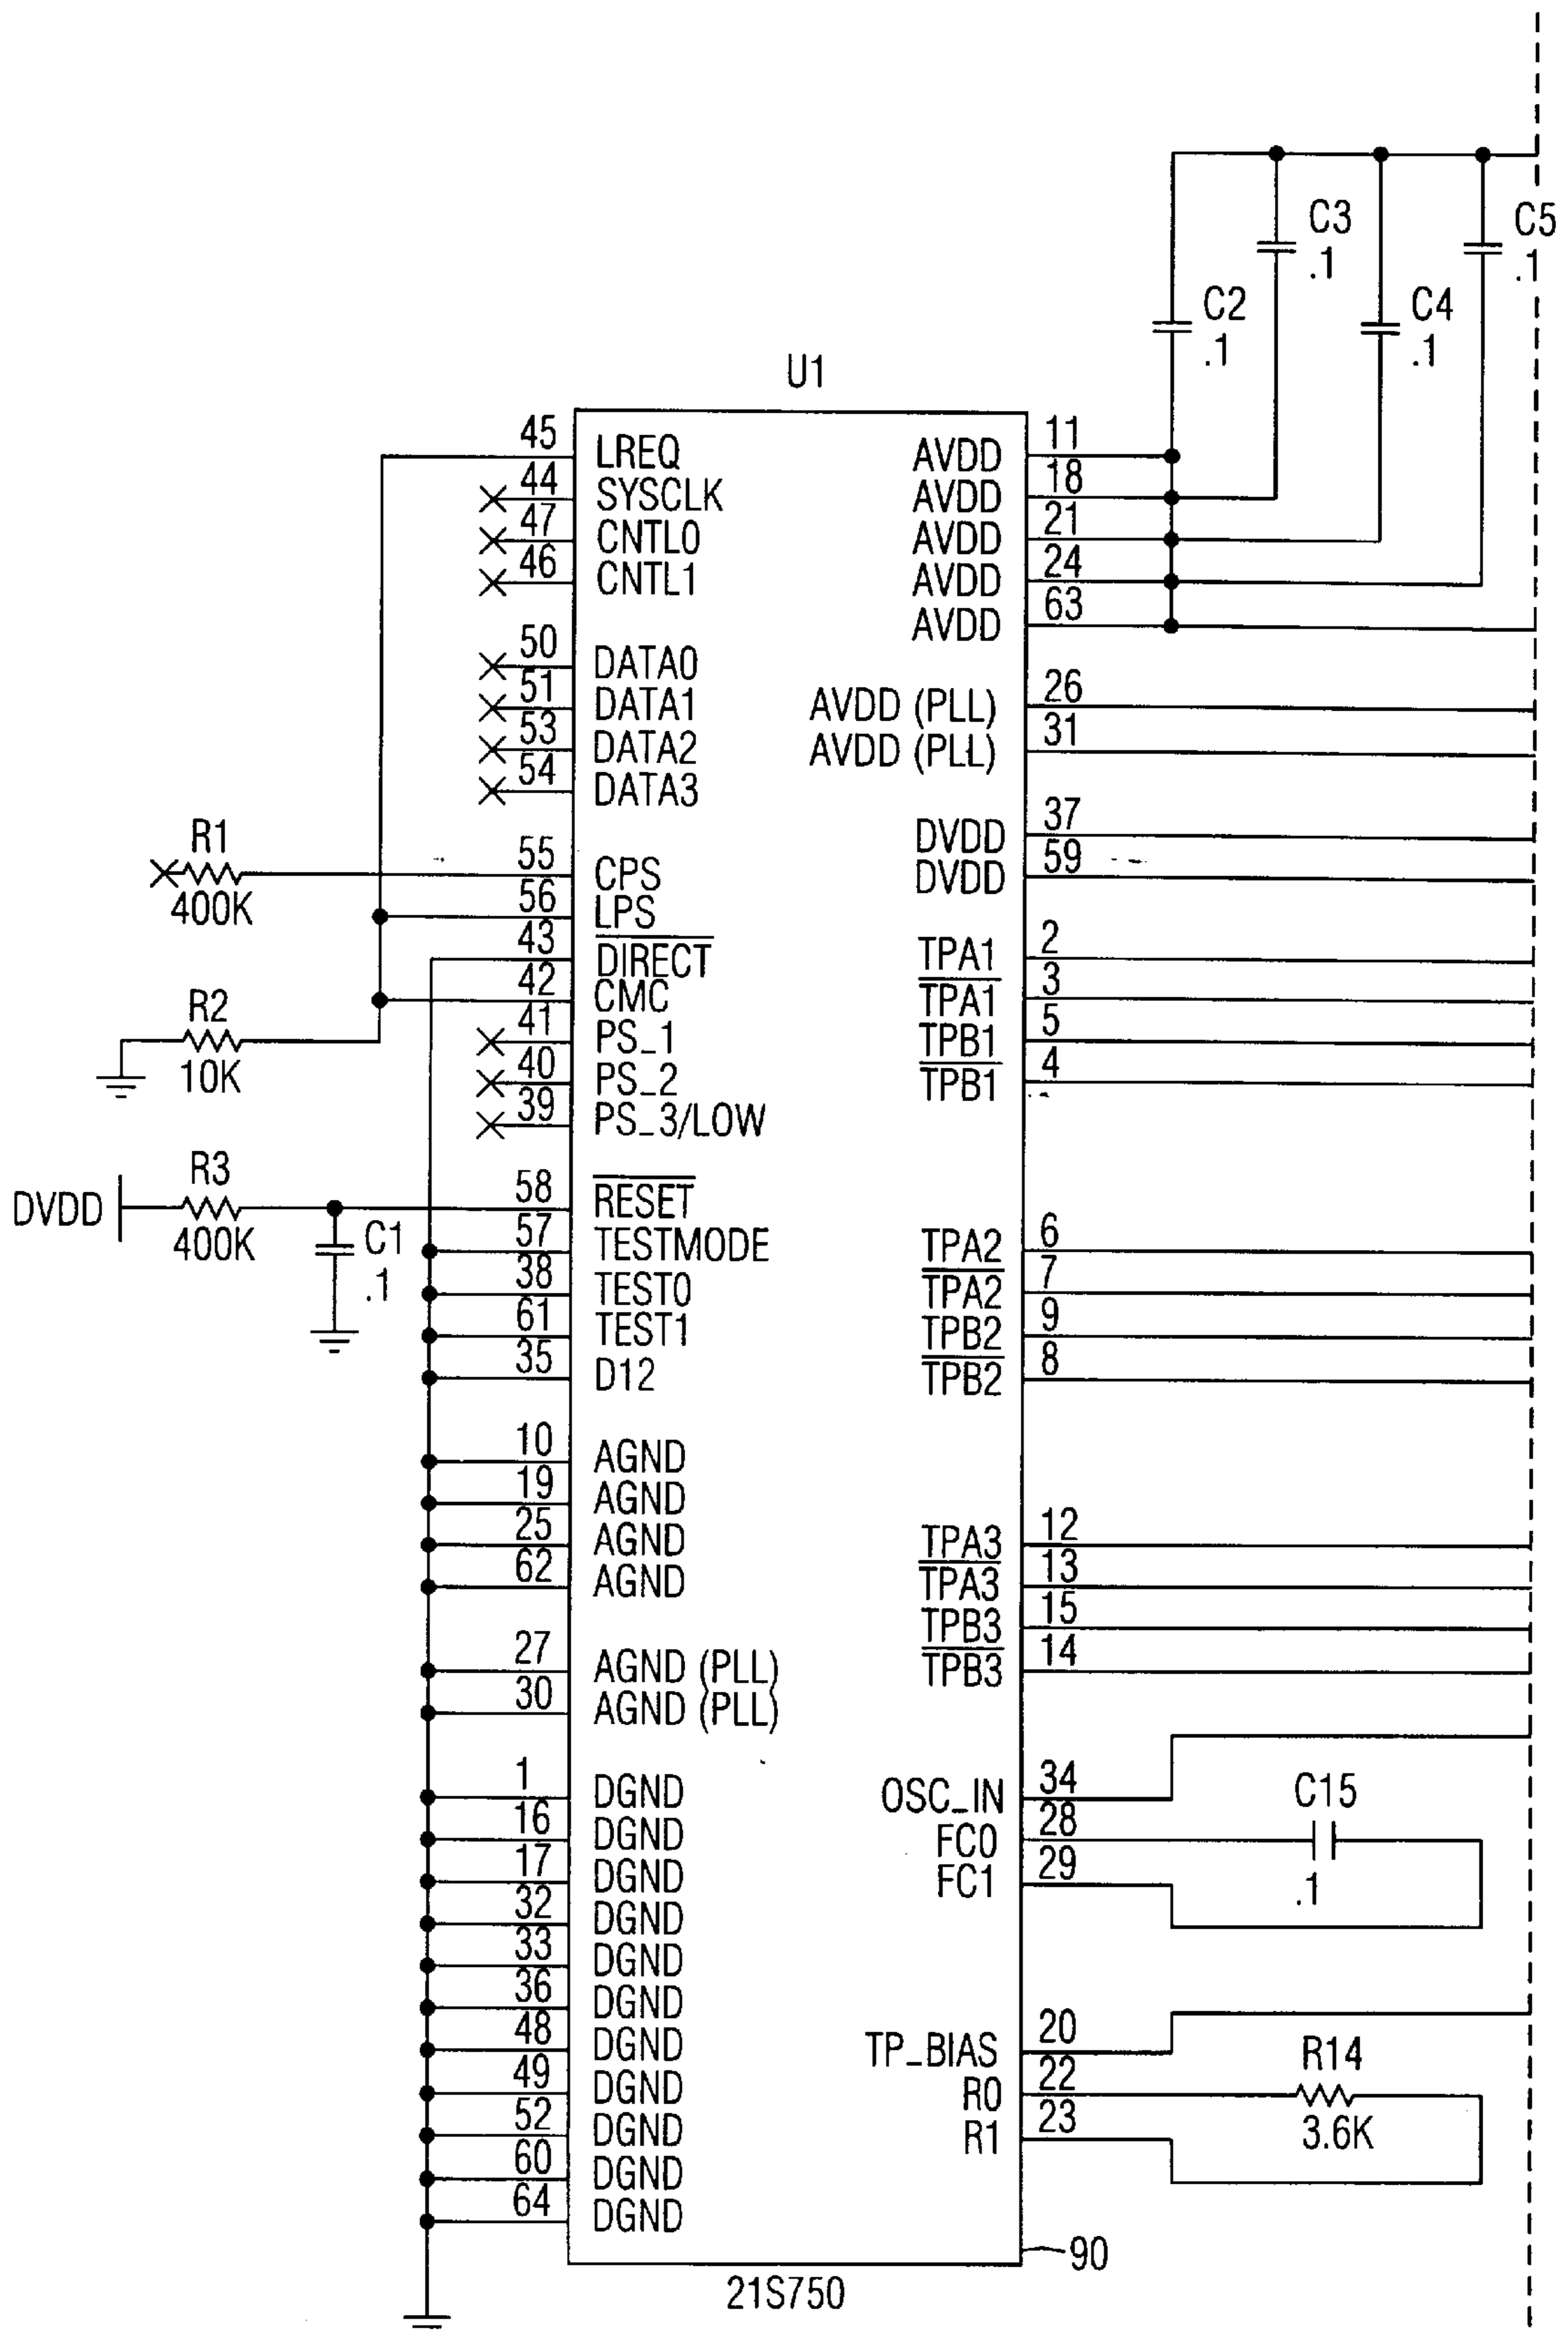 C3
.1
C5
.1
C2
.1
C4
.1
U1
45 LREQ
44 SYSCLK
47 CNTL0
46 CNTL1
50 DATA0
51 DATA1
53 DATA2
54 DATA3
R1
400K
55 CPS
56 LPS
43 DIRECT
42 CMC
R2
10K
41 PS_1
40 PS_2
39 PS_3/LOW
DVDD
R3
400K
C1
.1
58 RESET
57 TESTMODE
38 TEST0
61 TEST1
35 D12
10 AGND
19 AGND
25 AGND
62 AGND
27 AGND (PLL)
30 AGND (PLL)
1 DGND
16 DGND
17 DGND
32 DGND
33 DGND
36 DGND
48 DGND
49 DGND
52 DGND
60 DGND
64 DGND
AVDD 11
AVDD 18
AVDD 21
AVDD 24
AVDD 63
AVDD (PLL) 26
AVDD (PLL) 31
DVDD 37
DVDD 59
TPA1 2
TPA1 3
TPB1 5
TPB1 4
TPA2 6
TPA2 7
TPB2 9
TPB2 8
TPA3 12
TPA3 13
TPB3 15
TPB3 14
OSC_IN 34
FC0 28
FC1 29
C15
.1
TP_BIAS 20
R0 22
R1 23
R14
3.6K
90
21S750